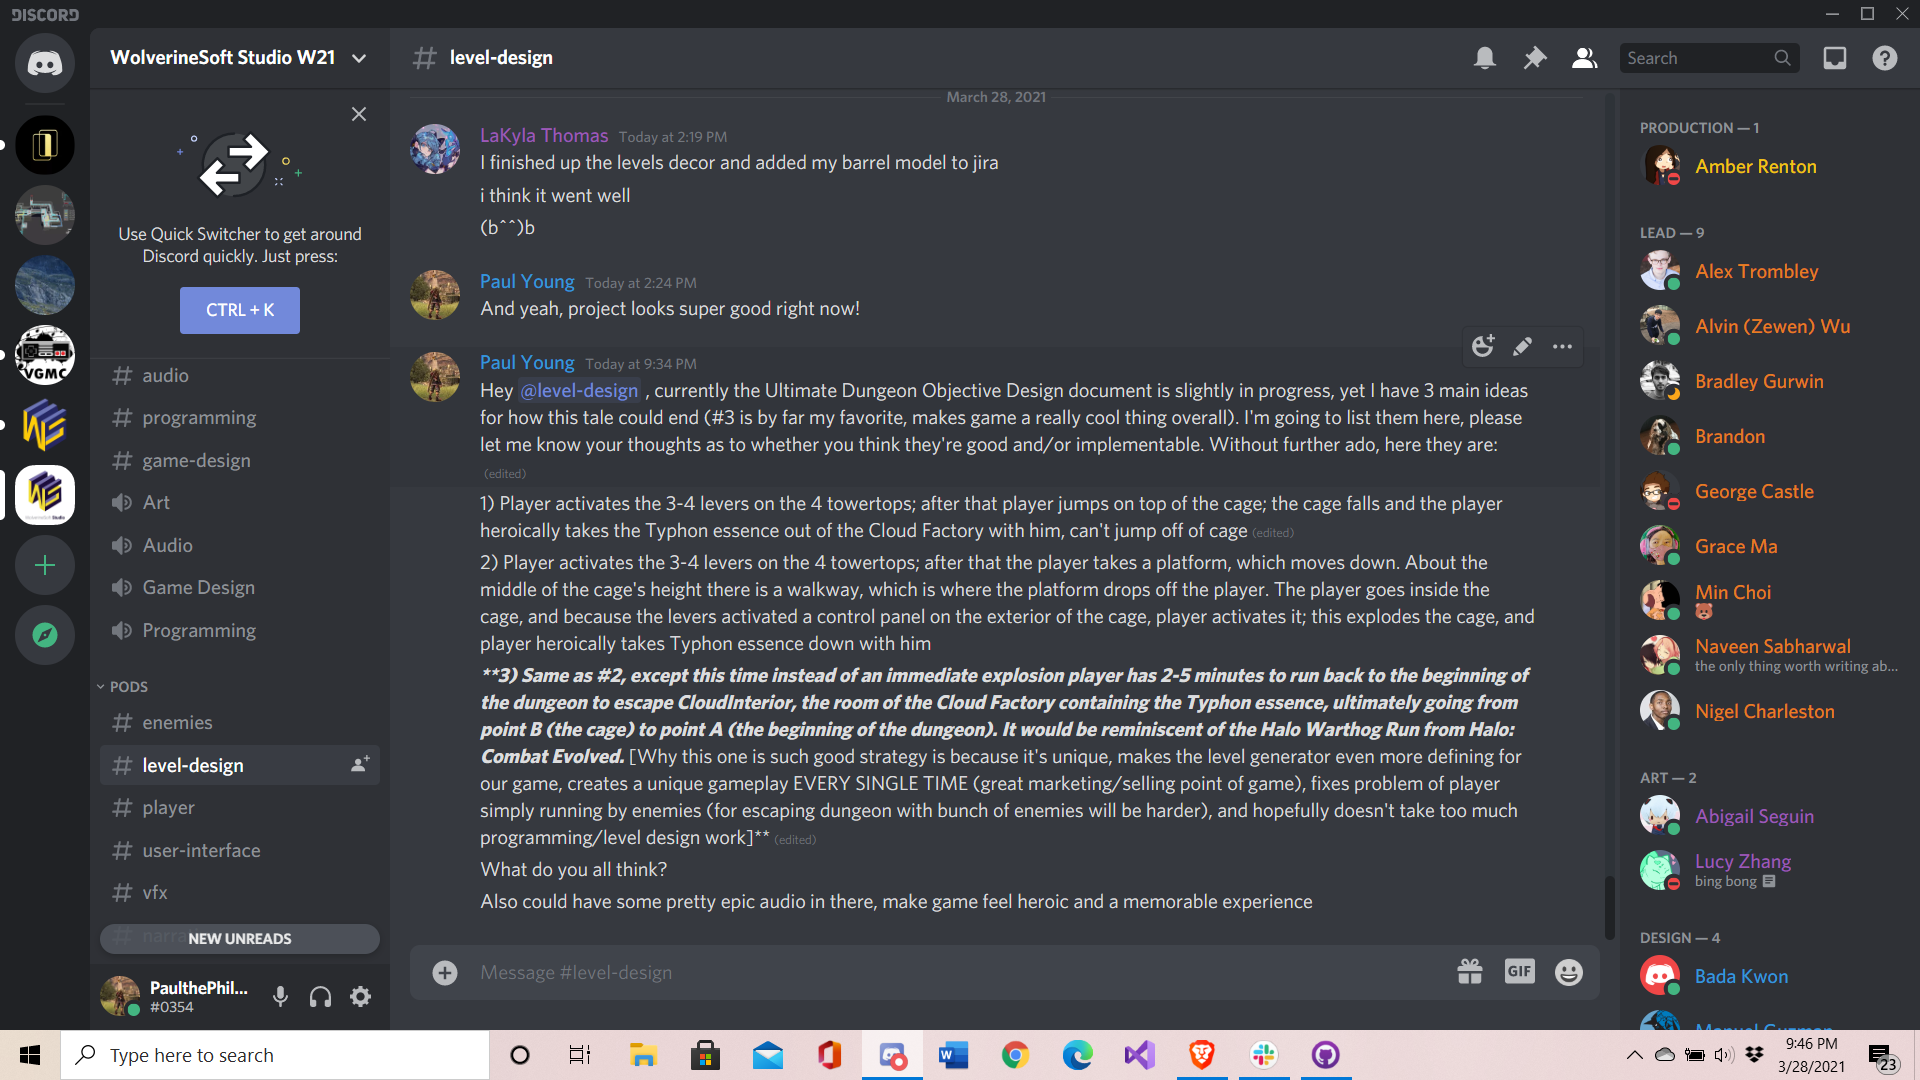 DISCORD
WolverineSoft Studio W21
Use Quick Switcher to get around
Discord quickly. Just press:
CTRL + K
audio
programming
game-design
Art
Audio
Game Design
Programming
PODS
enemies
level-design
player
user-interface
vfx
NEW UNREADS
PaulthePhil...
#0354
# level-design
Search
March 28, 2021
LaKyla Thomas Today at 2:19 PM
I finished up the levels decor and added my barrel model to jira
i think it went well
(b^^)b
Paul Young Today at 2:24 PM
And yeah, project looks super good right now!
Paul Young Today at 9:34 PM
Hey @level-design , currently the Ultimate Dungeon Objective Design document is slightly in progress, yet I have 3 main ideas
for how this tale could end (#3 is by far my favorite, makes game a really cool thing overall). I'm going to list them here, please
let me know your thoughts as to whether you think they're good and/or implementable. Without further ado, here they are:
(edited)
1) Player activates the 3-4 levers on the 4 towertops; after that player jumps on top of the cage; the cage falls and the player
heroically takes the Typhon essence out of the Cloud Factory with him, can't jump off of cage (edited)
2) Player activates the 3-4 levers on the 4 towertops; after that the player takes a platform, which moves down. About the
middle of the cage's height there is a walkway, which is where the platform drops off the player. The player goes inside the
cage, and because the levers activated a control panel on the exterior of the cage, player activates it; this explodes the cage, and
player heroically takes Typhon essence down with him
**3) Same as #2, except this time instead of an immediate explosion player has 2-5 minutes to run back to the beginning of
the dungeon to escape CloudInterior, the room of the Cloud Factory containing the Typhon essence, ultimately going from
point B (the cage) to point A (the beginning of the dungeon). It would be reminiscent of the Halo Warthog Run from Halo:
Combat Evolved. [Why this one is such good strategy is because it's unique, makes the level generator even more defining for
our game, creates a unique gameplay EVERY SINGLE TIME (great marketing/selling point of game), fixes problem of player
simply running by enemies (for escaping dungeon with bunch of enemies will be harder), and hopefully doesn't take too much
programming/level design work]** (edited)
What do you all think?
Also could have some pretty epic audio in there, make game feel heroic and a memorable experience
Message #level-design
GIF
PRODUCTION — 1
Amber Renton
LEAD — 9
Alex Trombley
Alvin (Zewen) Wu
Bradley Gurwin
Brandon
George Castle
Grace Ma
Min Choi
Naveen Sabharwal
the only thing worth writing ab...
Nigel Charleston
ART — 2
Abigail Seguin
Lucy Zhang
bing bong
DESIGN — 4
Bada Kwon
VGMC
Type here to search
9:46 PM
3/28/2021
23